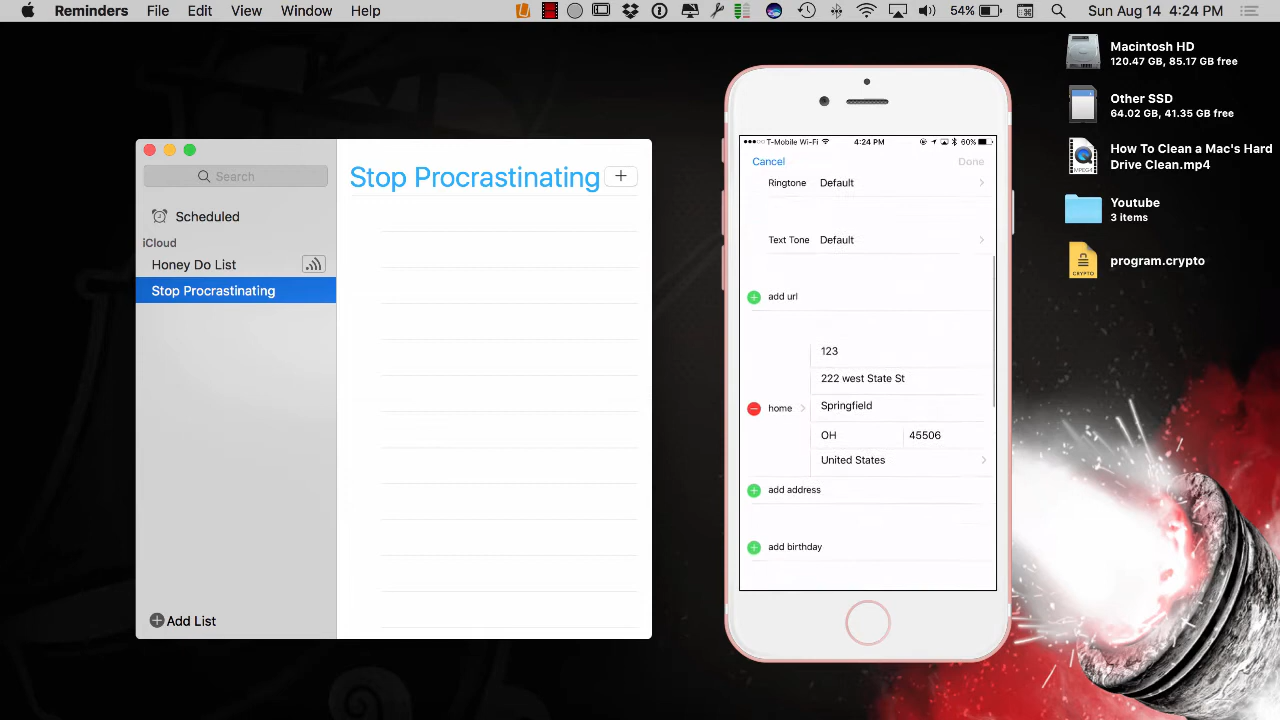 Reminders File Edit View Window Help 54% Sun Aug 14 4:24 PM
Macintosh HD
120.47 GB, 85.17 GB free
Other SSD
64.02 GB, 41.35 GB free
How To Clean a Mac's Hard
Drive Clean.mp4
MPEG4
Youtube
3 items
program.crypto
CRYPTO
Search
Scheduled
iCloud
Honey Do List
Stop Procrastinating
Add List
Stop Procrastinating
T-Mobile Wi-Fi 4:24 PM 60%
Cancel Done
Ringtone Default
Text Tone Default
add url
123
222 west State St
home Springfield
OH 45506
United States
add address
add birthday